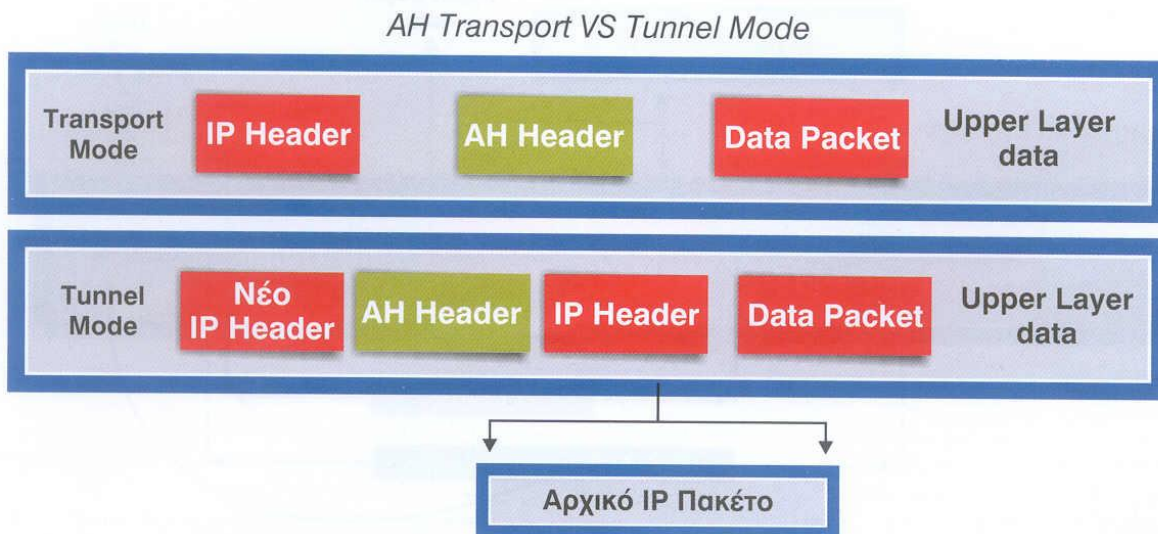 AH Transport VS Tunnel Mode
Transport
Mode
IP Header
AH Header
Data Packet
Upper Layer
data
Tunnel
Mode
Νέο
IP Header
AH Header
IP Header
Data Packet
Upper Layer
data
Αρχικό IP Πακέτο